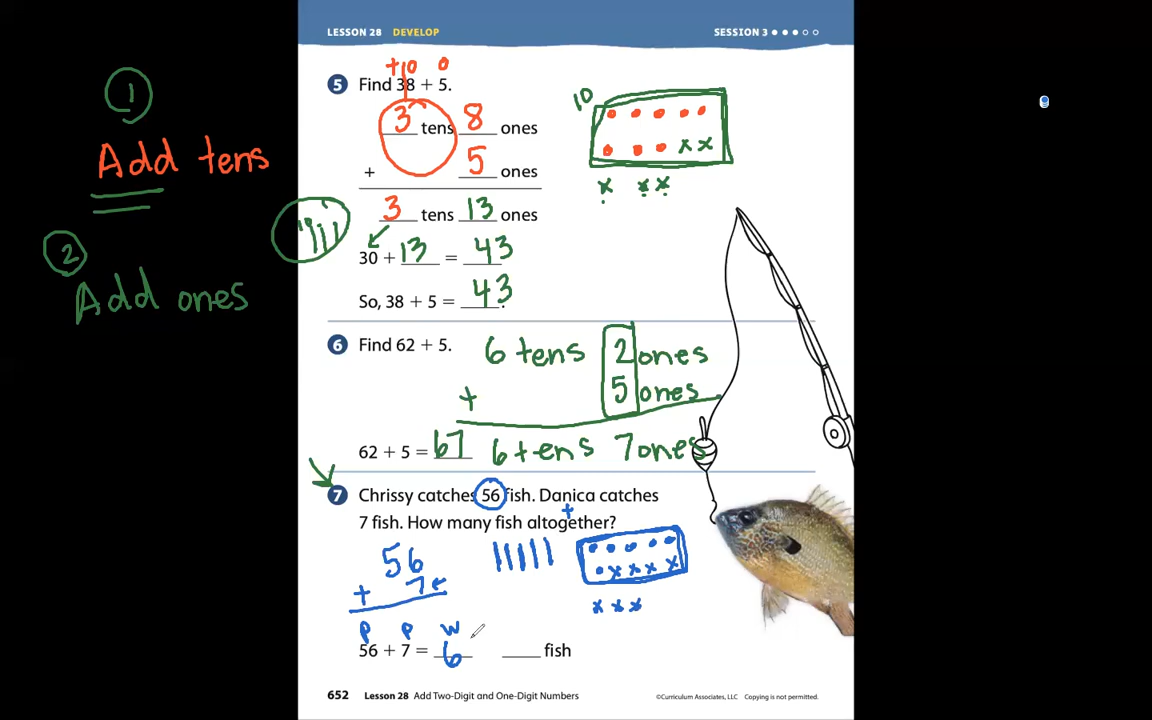 LESSON 28 DEVELOP SESSION 3
+10 0
5 Find 38 + 5.
3 tens 8 ones
+ 5 ones
3 tens 13 ones
30 + 13 = 43
So, 38 + 5 = 43.
10
1
Add tens
2
Add ones
6 Find 62 + 5.
6 tens 2 ones
+ 5 ones
62 + 5 = 67 6 tens 7 ones
7 Chrissy catches 56 fish. Danica catches
7 fish. How many fish altogether?
+
56
+ 7
P P W
56 + 7 = 6 ____ fish
652 Lesson 28 Add Two-Digit and One-Digit Numbers ©Curriculum Associates, LLC Copying is not permitted.